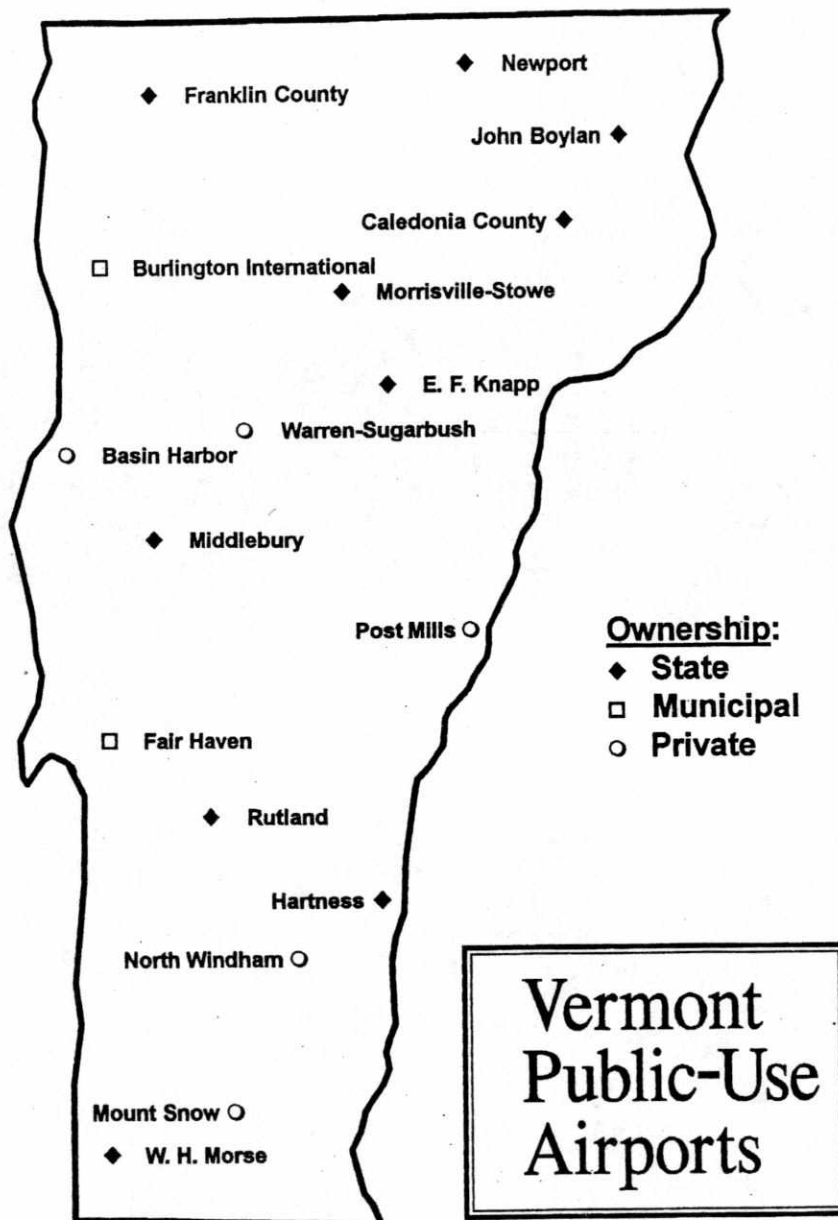 Newport
Franklin County
John Boylan
Caledonia County
Burlington International
Morrisville-Stowe
E. F. Knapp
Warren-Sugarbush
Basin Harbor
Middlebury
Post Mills
Ownership:
State
Municipal
Private
Fair Haven
Rutland
Hartness
North Windham
Mount Snow
W. H. Morse
Vermont
Public-Use
Airports